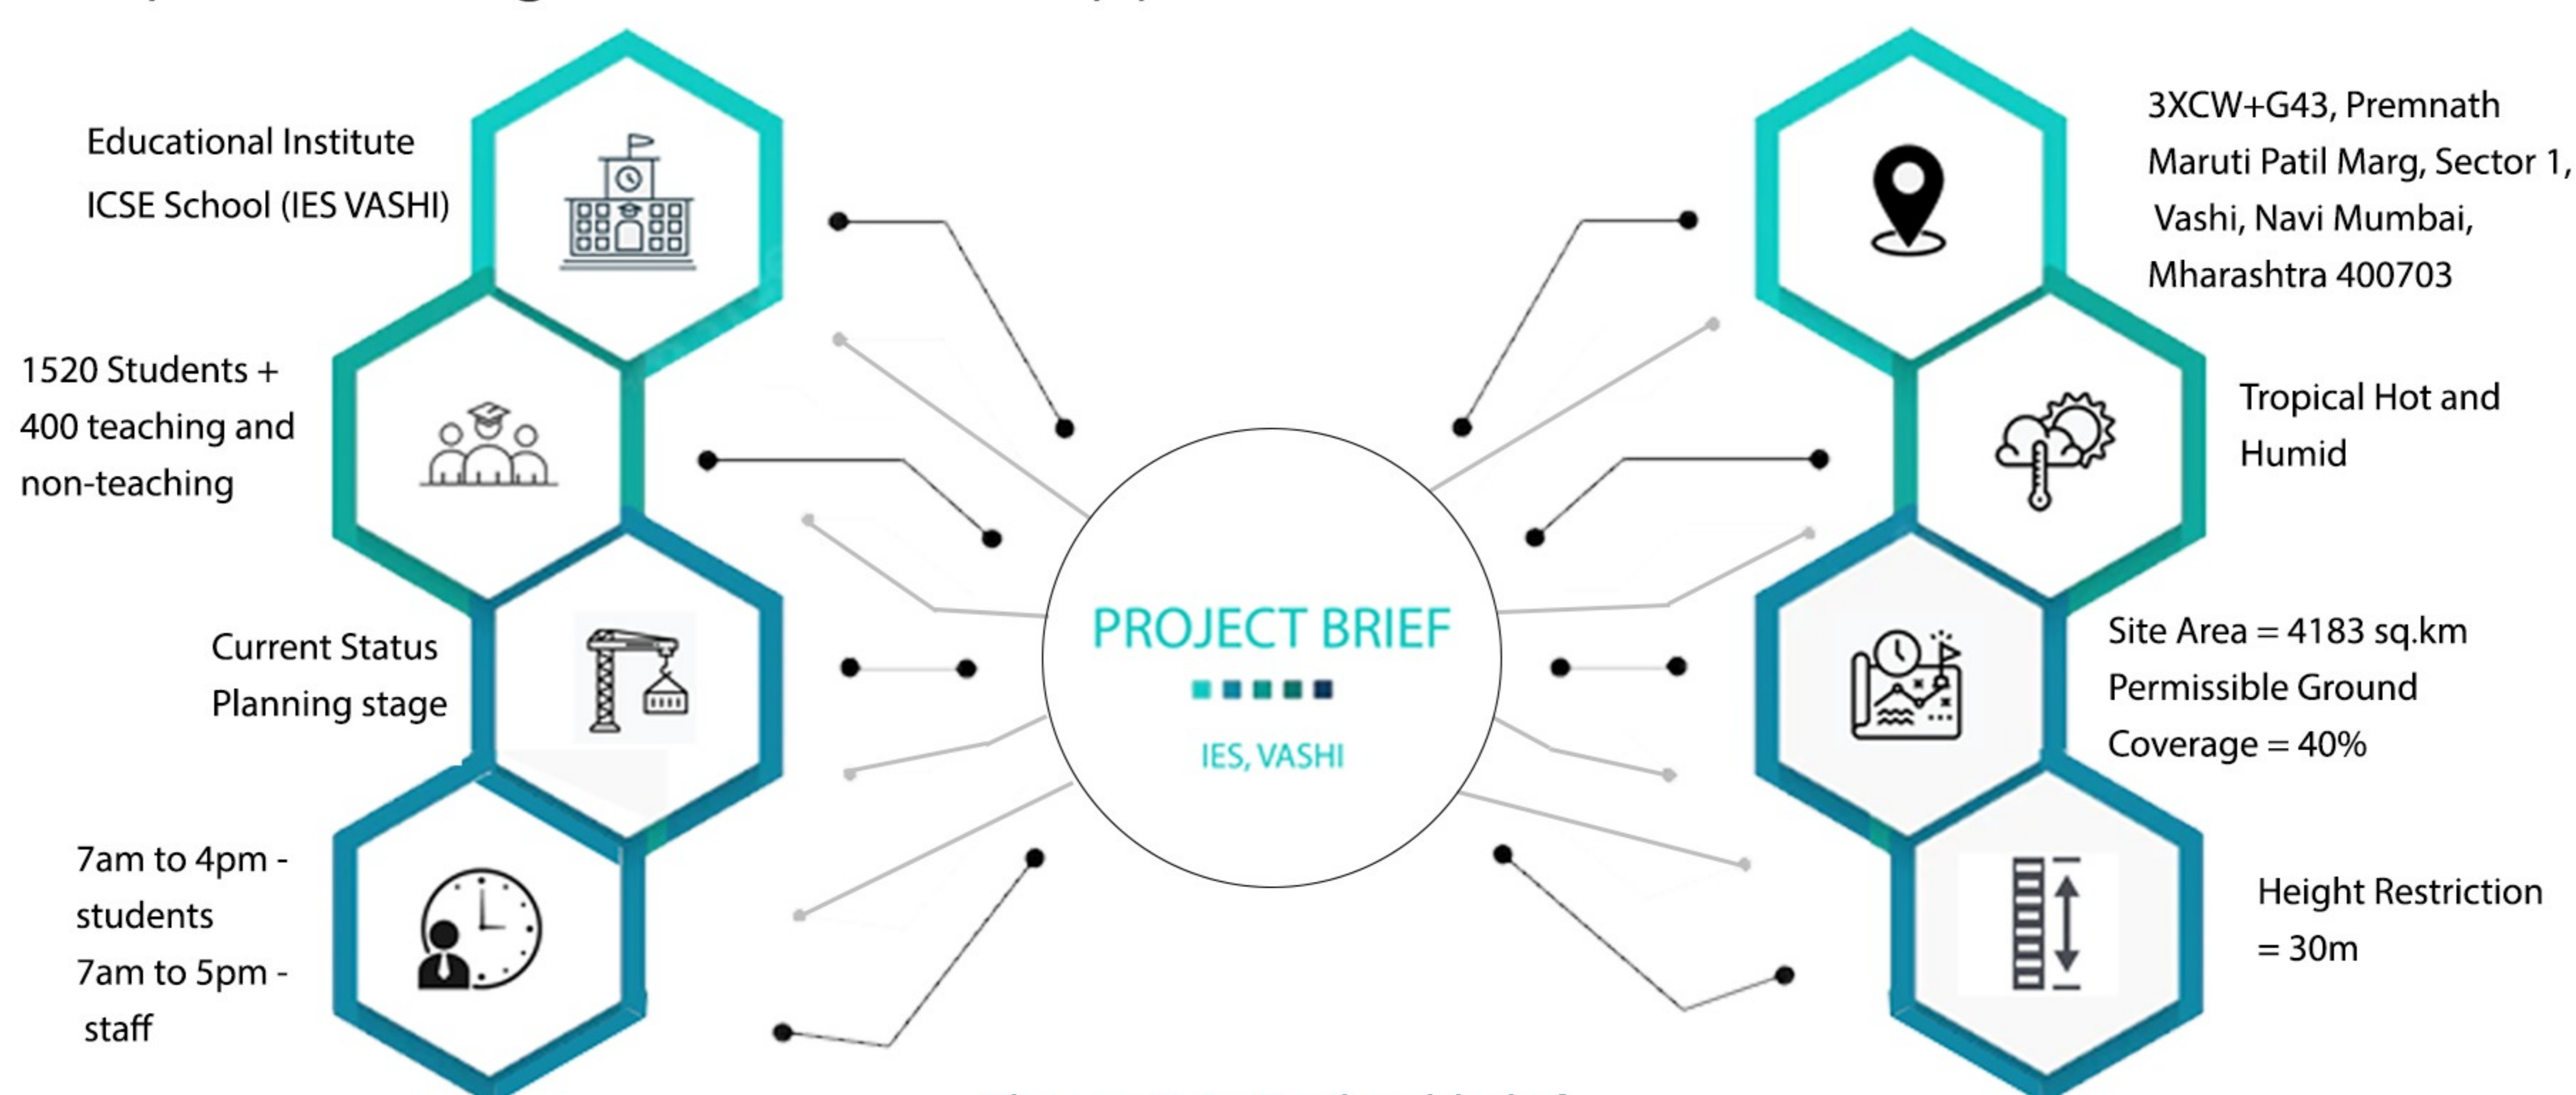 Educational Institute
ICSE School (IES VASHI)
1520 Students +
400 teaching and
non-teaching
Current Status
Planning stage
7am to 4pm -
students
7am to 5pm -
staff
PROJECT BRIEF
IES, VASHI
3XCW+G43, Premnath
Maruti Patil Marg, Sector 1,
Vashi, Navi Mumbai,
Mharashtra 400703
Tropical Hot and
Humid
Site Area = 4183 sq.km
Permissible Ground
Coverage = 40%
Height Restriction
= 30m